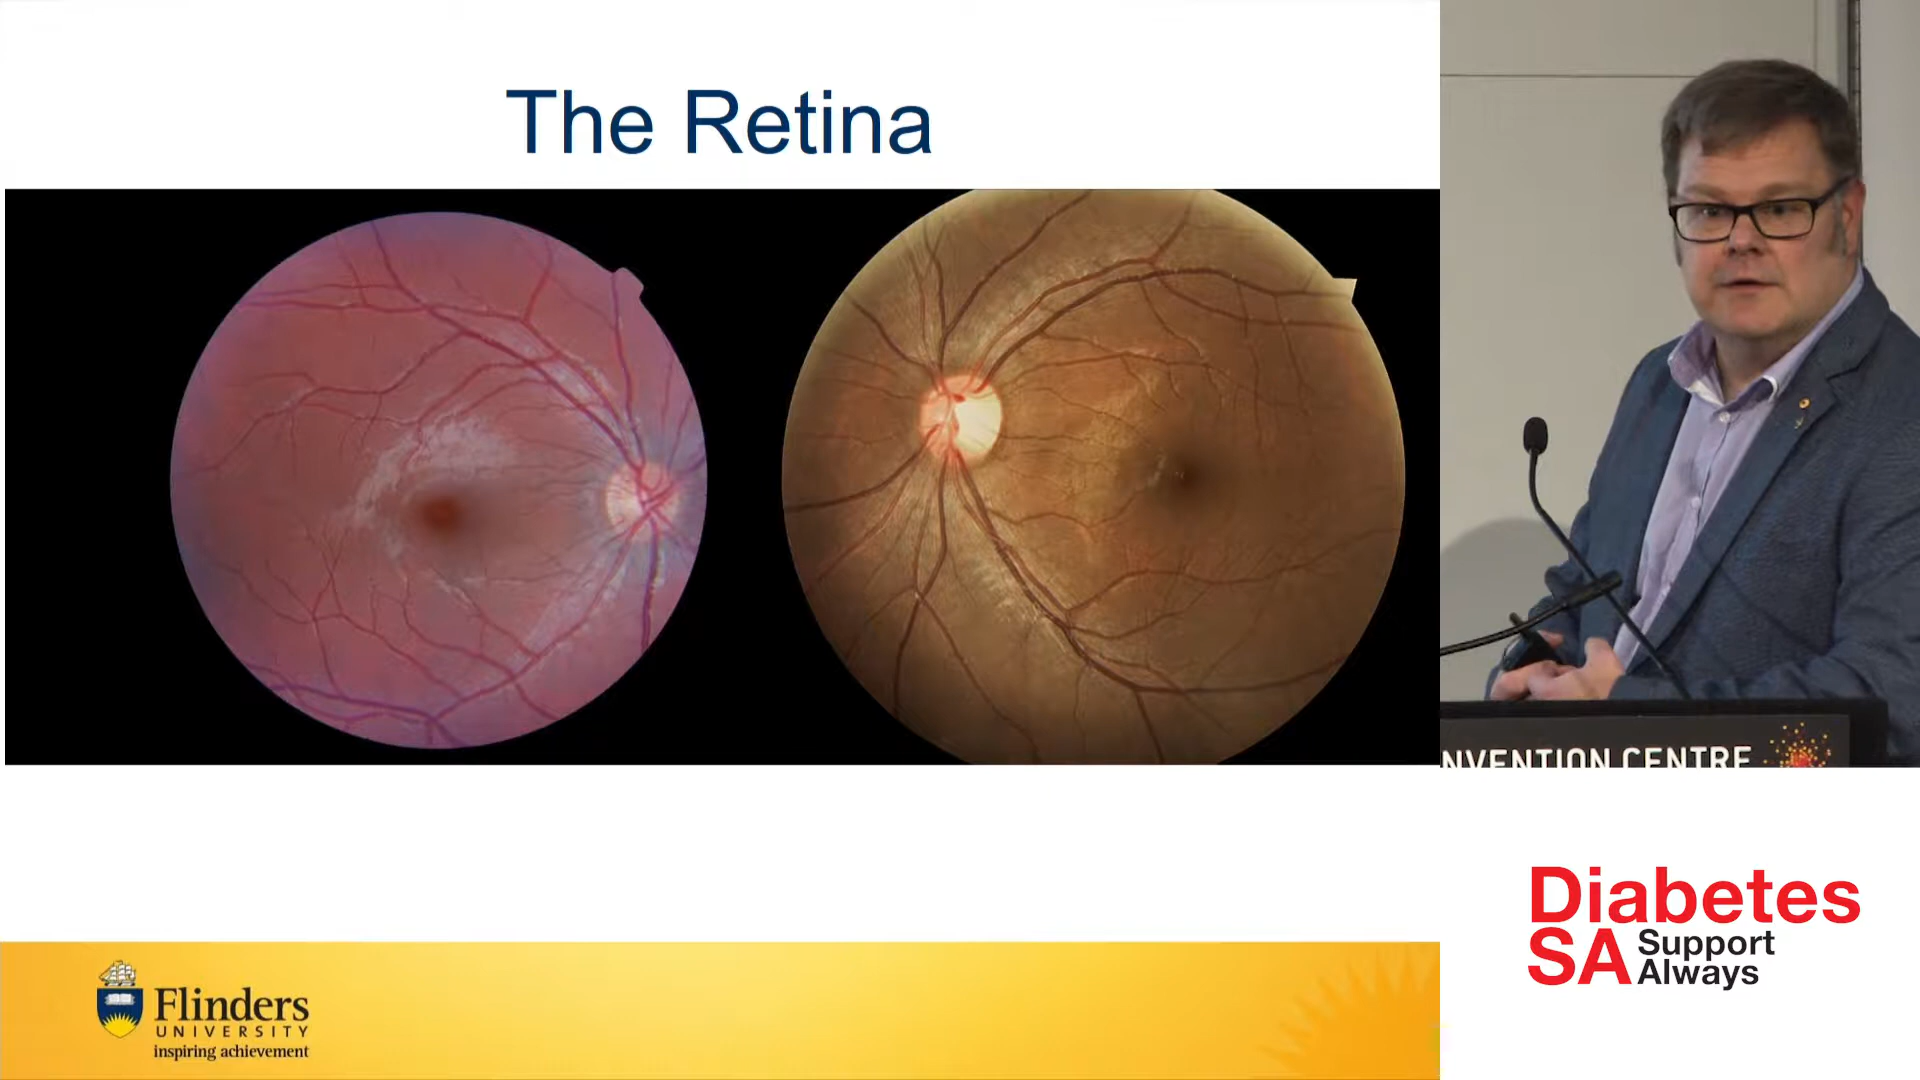 The Retina
NVENTION CENTRE
Diabetes
SA Support
Always
Flinders
UNIVERSITY
inspiring achievement